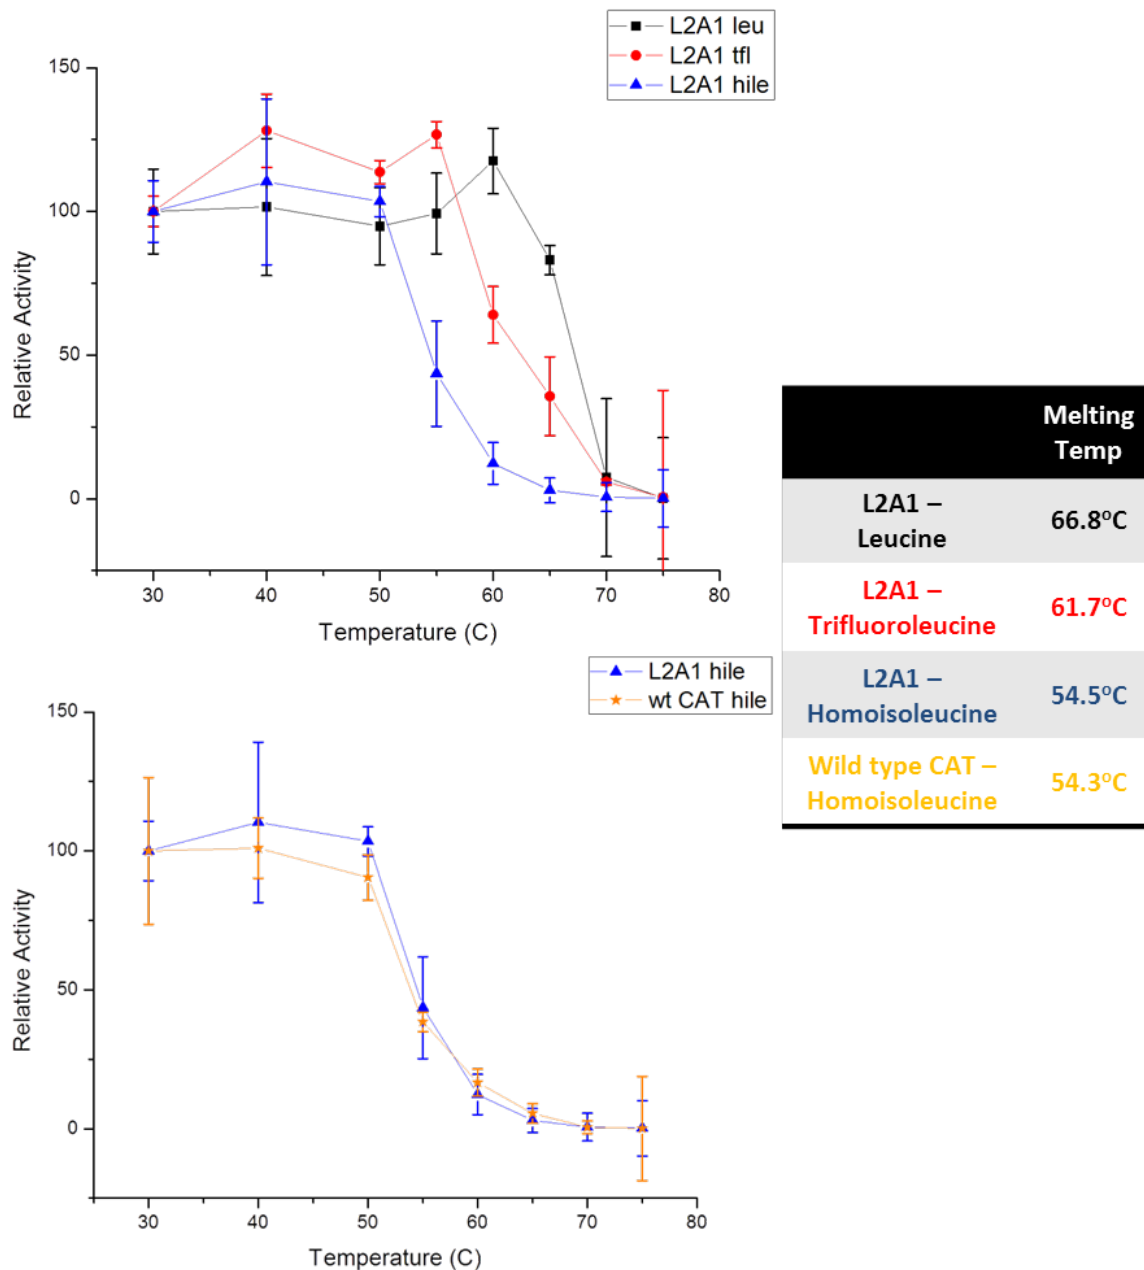 L2A1 leu
L2A1 tfl
L2A1 hile
150
100
50
0
Relative Activity
30 40 50 60 70 80
Temperature (C)
Melting
Temp
L2A1 –
Leucine
66.8°C
L2A1 –
Trifluoroleucine
61.7°C
L2A1 –
Homoisoleucine
54.5°C
Wild type CAT –
Homoisoleucine
54.3°C
L2A1 hile
wt CAT hile
150
100
50
0
Relative Activity
30 40 50 60 70 80
Temperature (C)